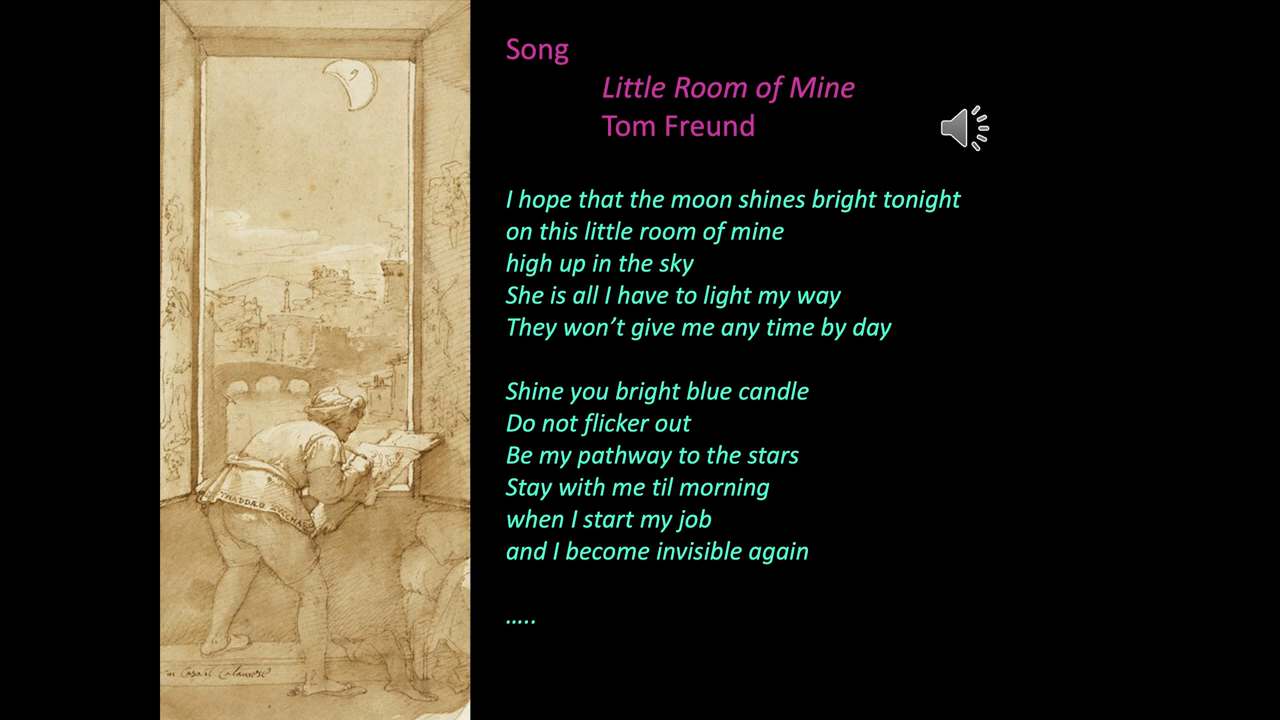 Song
Little Room of Mine
Tom Freund
I hope that the moon shines bright tonight
on this little room of mine
high up in the sky
She is all I have to light my way
They won’t give me any time by day
Shine you bright blue candle
Do not flicker out
Be my pathway to the stars
Stay with me til morning
when I start my job
and I become invisible again
…..
THADDEO ZUCCHARO